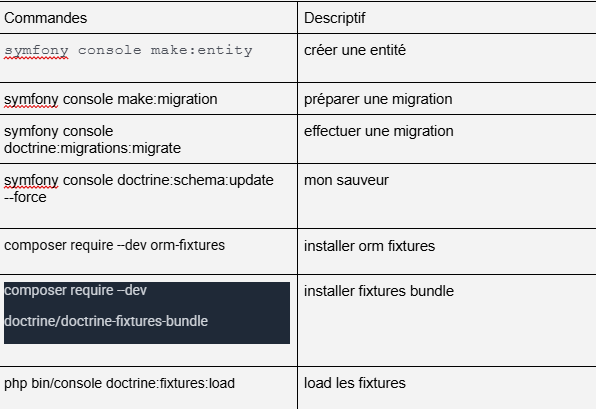 Commandes
Descriptif
symfony console make:entity
créer une entité
symfony console make:migration
préparer une migration
symfony console
doctrine:migrations:migrate
effectuer une migration
symfony console doctrine:schema:update
--force
mon sauveur
composer require --dev orm-fixtures
installer orm fixtures
composer require --dev
doctrine/doctrine-fixtures-bundle
installer fixtures bundle
php bin/console doctrine:fixtures:load
load les fixtures